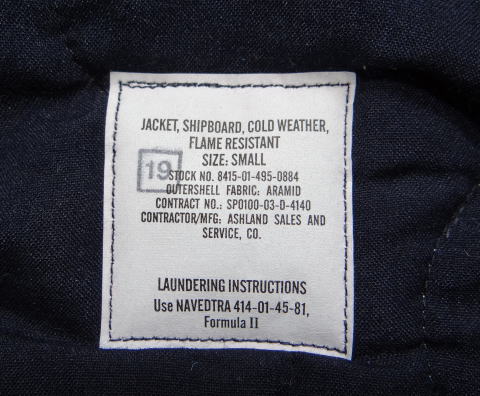 JACKET, SHIPBOARD, COLD WEATHER,
FLAME RESISTANT
SIZE: SMALL
19
STOCK NO. 8415-01-495-0884
OUTERSHELL FABRIC: ARAMID
CONTRACT NO.: SP0100-03-D-4140
CONTRACTOR/MFG: ASHLAND SALES AND
SERVICE, CO.
LAUNDERING INSTRUCTIONS
Use NAVEDTRA 414-01-45-81,
Formula II